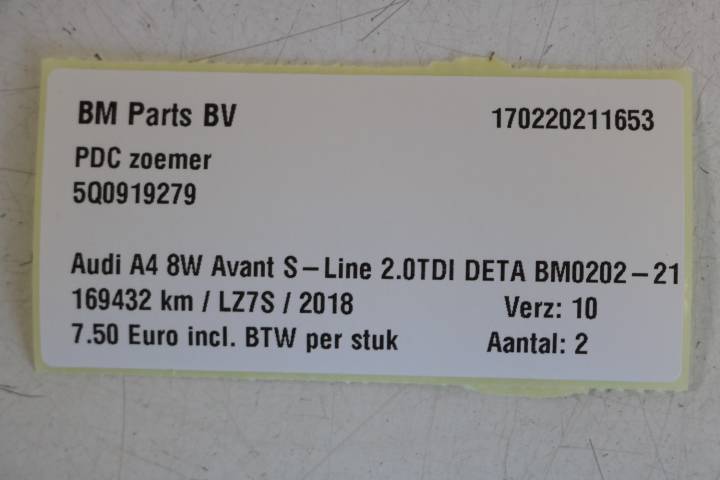 BM Parts BV 170220211653
PDC zoemer
5Q0919279
Audi A4 8W Avant S-Line 2.0TDI DETA BM0202-21
169432 km / LZ7S / 2018 Verz: 10
7.50 Euro incl. BTW per stuk Aantal: 2